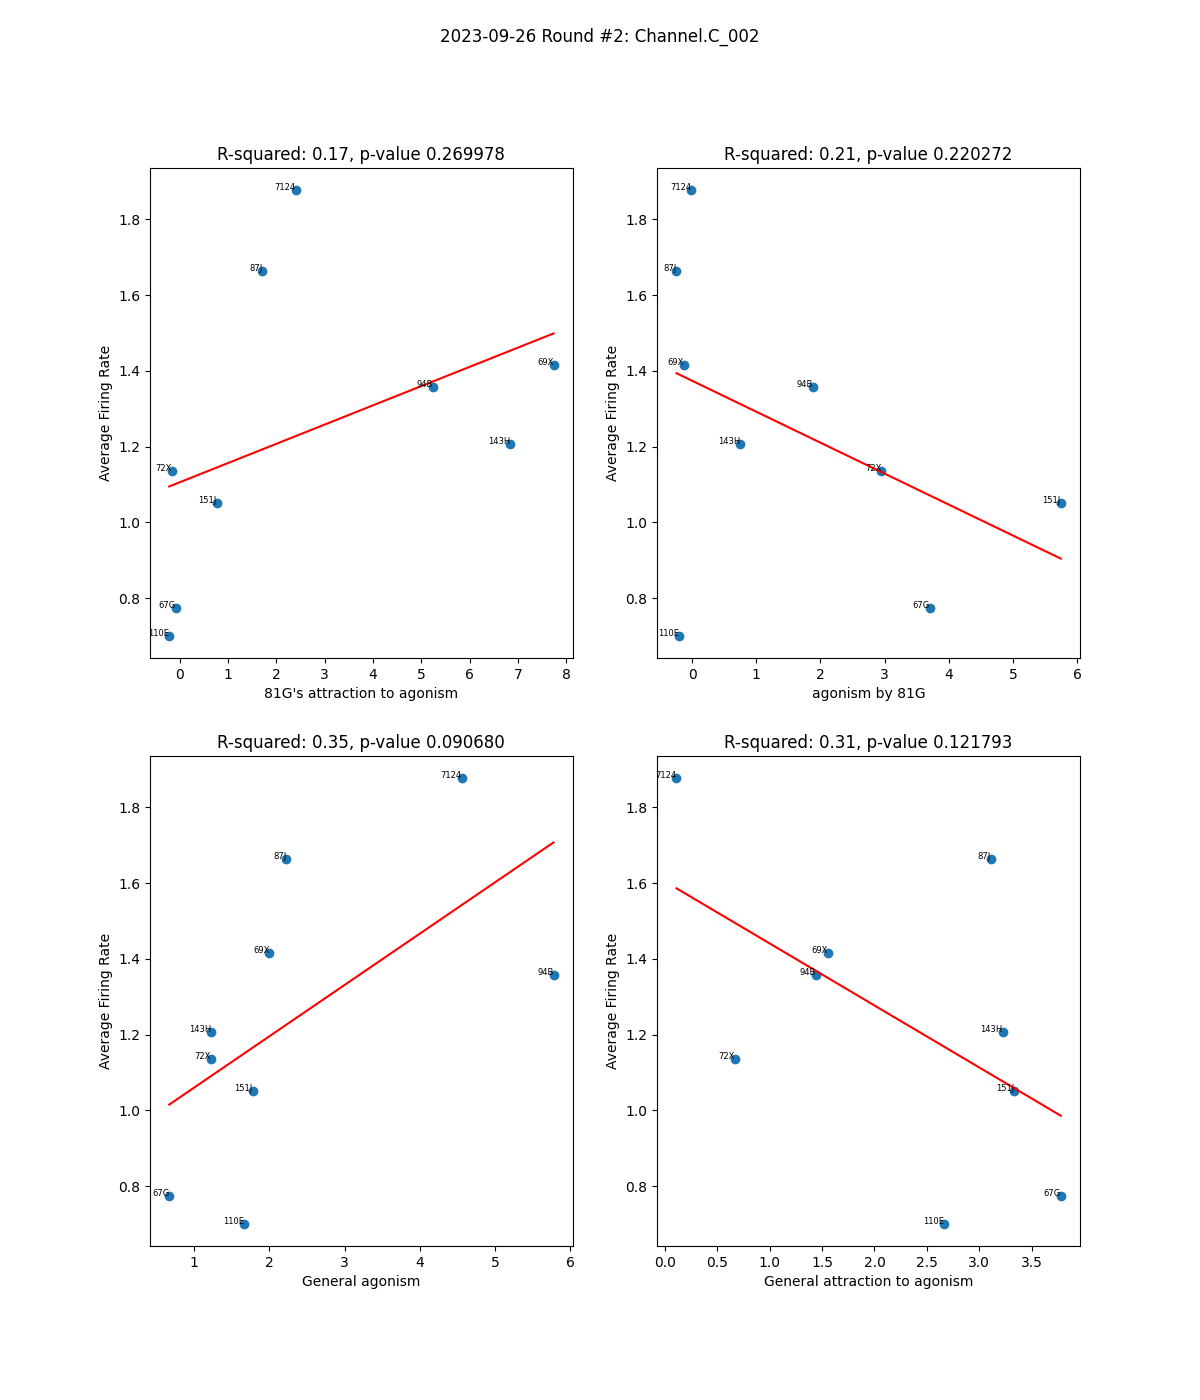 2023-09-26 Round #2: Channel.C_002
R-squared: 0.17, p-value 0.269978
Average Firing Rate
1.8
1.6
1.4
1.2
1.0
0.8
7124
87J
69X
94B
143H
72X
151J
67G
110E
0 1 2 3 4 5 6 7 8
81G's attraction to agonism
R-squared: 0.21, p-value 0.220272
Average Firing Rate
1.8
1.6
1.4
1.2
1.0
0.8
7124
87J
69X
94B
143H
72X
151J
67G
110E
0 1 2 3 4 5 6
agonism by 81G
R-squared: 0.35, p-value 0.090680
Average Firing Rate
1.8
1.6
1.4
1.2
1.0
0.8
7124
87J
69X
94B
143H
72X
151J
67G
110E
1 2 3 4 5 6
General agonism
R-squared: 0.31, p-value 0.121793
Average Firing Rate
1.8
1.6
1.4
1.2
1.0
0.8
7124
87J
69X
94B
143H
72X
151J
67G
110E
0.0 0.5 1.0 1.5 2.0 2.5 3.0 3.5
General attraction to agonism